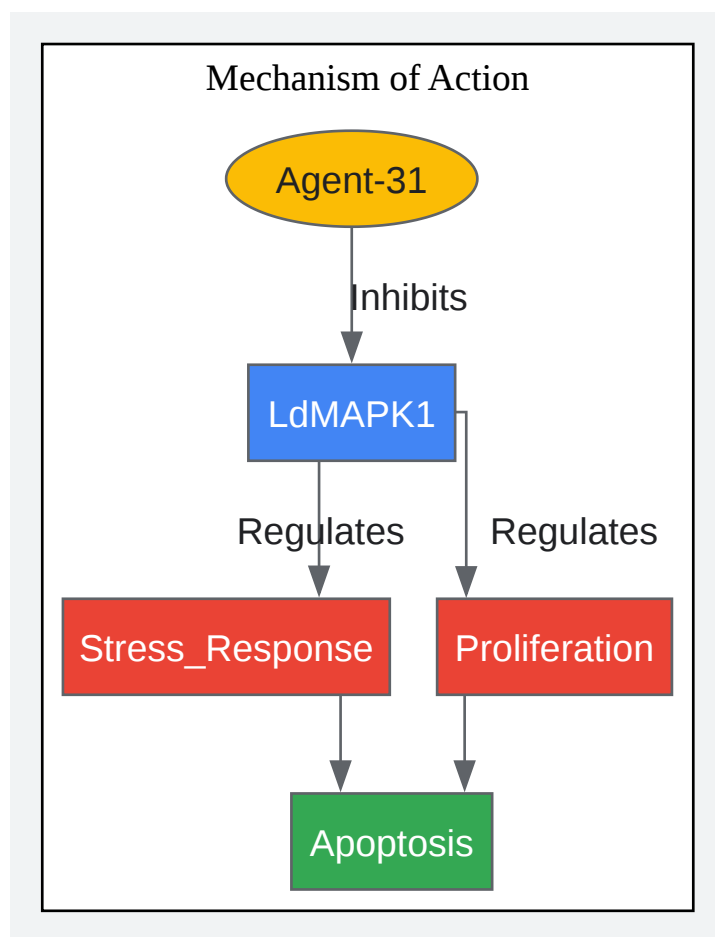 Mechanism of Action
Agent-31
Inhibits
LdMAPK1
Regulates
Regulates
Stress_Response
Proliferation
Apoptosis